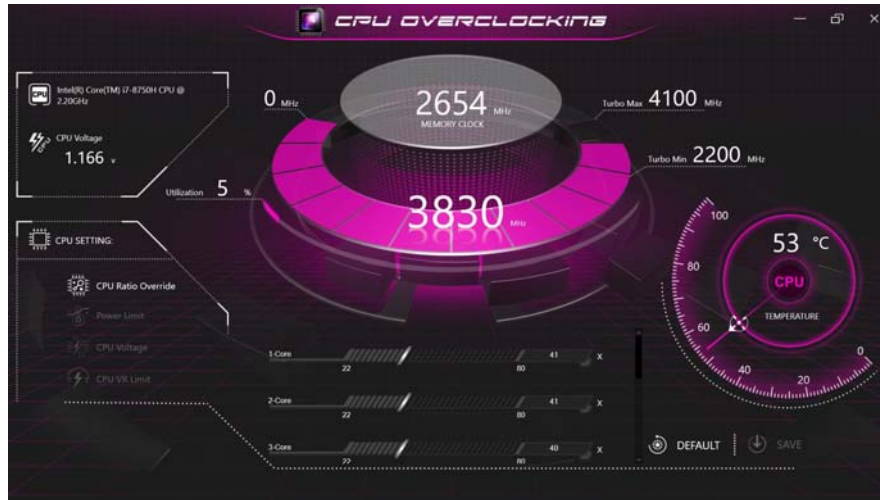 CPU OVERCLOCKING
CPU
Intel(R) Core(TM) i7-8750H CPU @
2.20GHz
CPU
CPU Voltage
1.166 v
0 MHz
2654 MHz
MEMORY CLOCK
Turbo Max 4100 MHz
Turbo Min 2200 MHz
Utilization 5 %
3830 MHz
CPU SETTING:
CPU Ratio Override
Power Limit
CPU Voltage
CPU VR Limit
100
80
60
40
20
0
53 °C
CPU
TEMPERATURE
1-Core 41 X
22 80
2-Core 41 X
22 80
3-Core 40 X
22 80
DEFAULT
SAVE